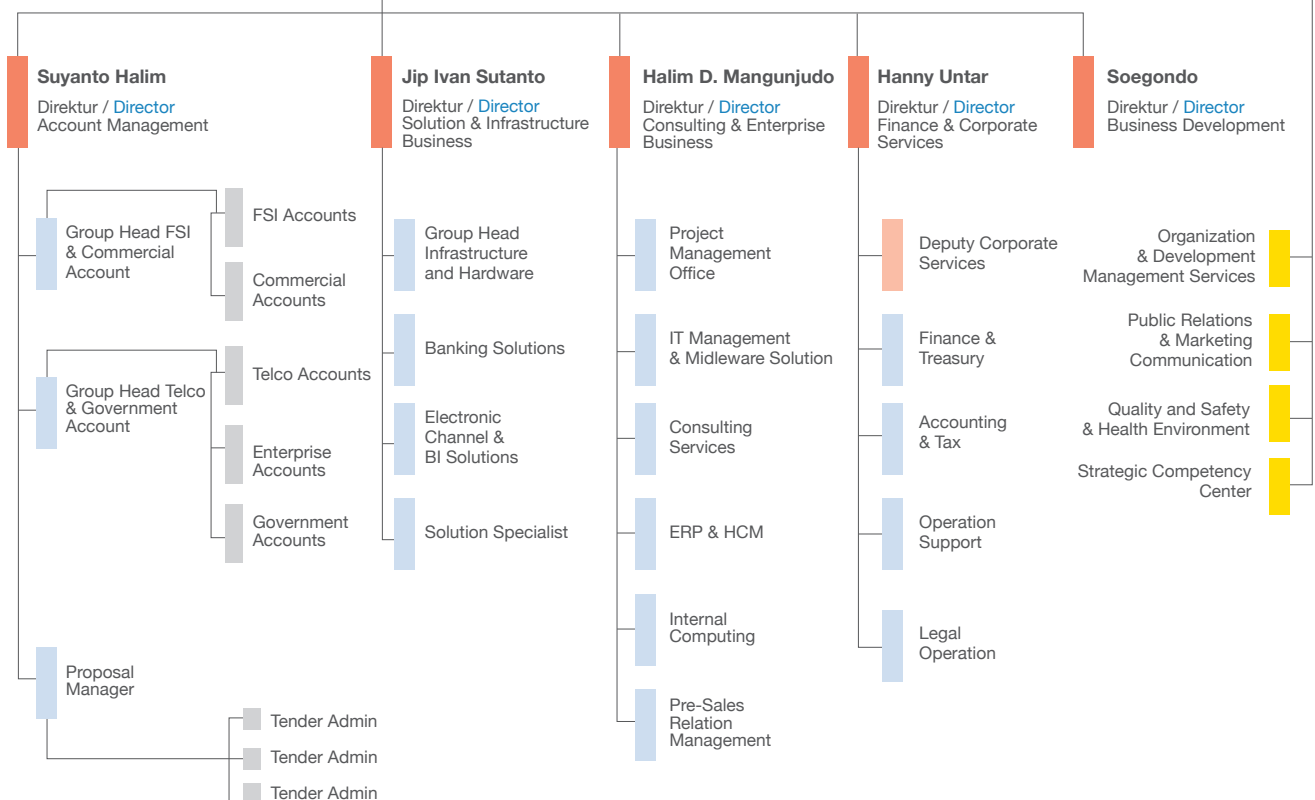 Suyanto Halim
Direktur / Director
Account Management
Jip Ivan Sutanto
Direktur / Director
Solution & Infrastructure
Business
Halim D. Mangunjudo
Direktur / Director
Consulting & Enterprise
Business
Hanny Untar
Direktur / Director
Finance & Corporate
Services
Soegondo
Direktur / Director
Business Development
Group Head FSI
& Commercial
Account
FSI Accounts
Commercial
Accounts
Group Head Telco
& Government
Account
Telco Accounts
Enterprise
Accounts
Government
Accounts
Proposal
Manager
Tender Admin
Tender Admin
Tender Admin
Group Head
Infrastructure
and Hardware
Banking Solutions
Electronic
Channel &
BI Solutions
Solution Specialist
Project
Management
Office
IT Management
& Midleware Solution
Consulting
Services
ERP & HCM
Internal
Computing
Pre-Sales
Relation
Management
Deputy Corporate
Services
Finance &
Treasury
Accounting
& Tax
Operation
Support
Legal
Operation
Organization
& Development
Management Services
Public Relations
& Marketing
Communication
Quality and Safety
& Health Environment
Strategic Competency
Center